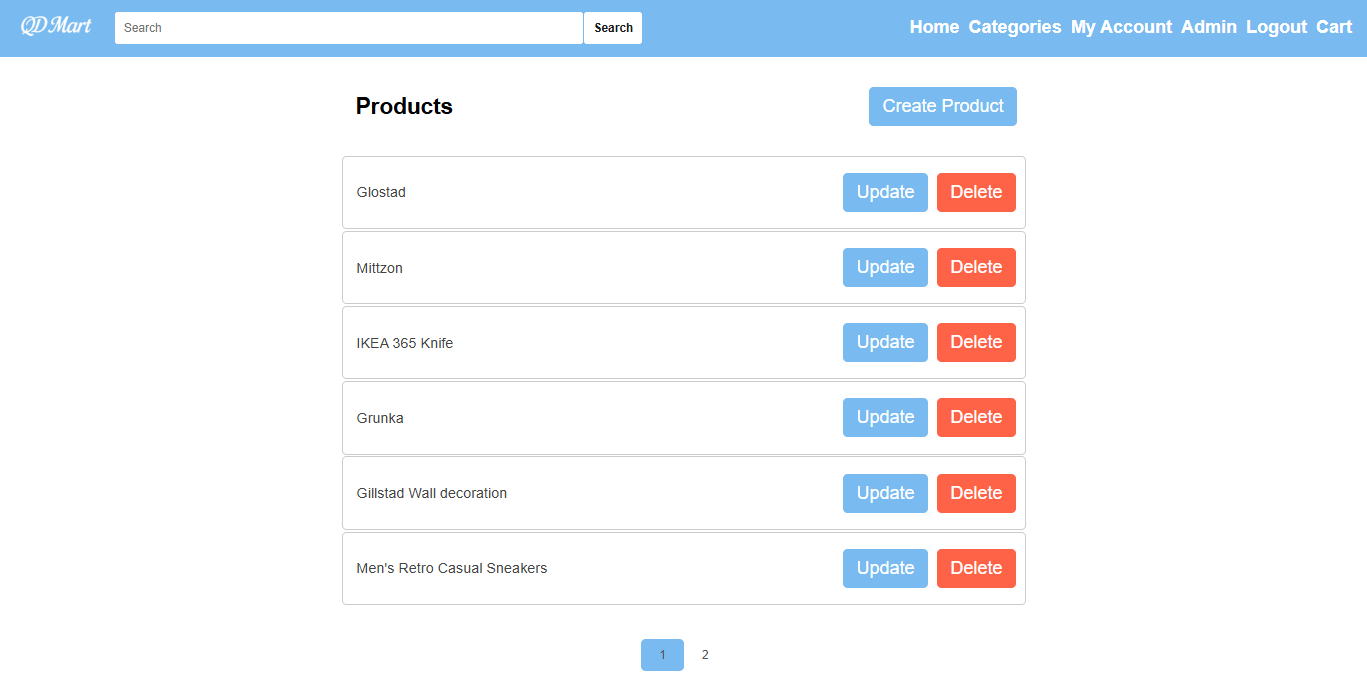 QD Mart Search Search Home Categories My Account Admin Logout Cart
Products Create Product
Glostad Update Delete
Mittzon Update Delete
IKEA 365 Knife Update Delete
Grunka Update Delete
Gillstad Wall decoration Update Delete
Men's Retro Casual Sneakers Update Delete
1 2